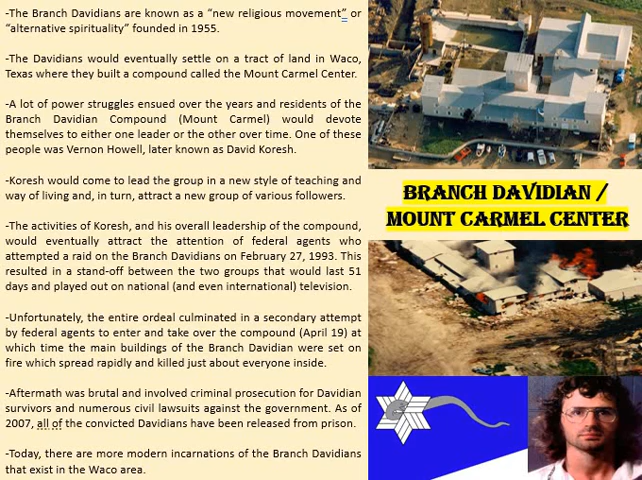 -The Branch Davidians are known as a “new religious movement” or
“alternative spirituality” founded in 1955.
-The Davidians would eventually settle on a tract of land in Waco,
Texas where they built a compound called the Mount Carmel Center.
-A lot of power struggles ensued over the years and residents of the
Branch Davidian Compound (Mount Carmel) would devote
themselves to either one leader or the other over time. One of these
people was Vernon Howell, later known as David Koresh.
-Koresh would come to lead the group in a new style of teaching and
way of living and, in turn, attract a new group of various followers.
-The activities of Koresh, and his overall leadership of the compound,
would eventually attract the attention of federal agents who
attempted a raid on the Branch Davidians on February 27, 1993. This
resulted in a stand-off between the two groups that would last 51
days and played out on national (and even international) television.
-Unfortunately, the entire ordeal culminated in a secondary attempt
by federal agents to enter and take over the compound (April 19) at
which time the main buildings of the Branch Davidian were set on
fire which spread rapidly and killed just about everyone inside.
-Aftermath was brutal and involved criminal prosecution for Davidian
survivors and numerous civil lawsuits against the government. As of
2007, all of the convicted Davidians have been released from prison.
-Today, there are more modern incarnations of the Branch Davidians
that exist in the Waco area.
BRANCH DAVIDIAN /
MOUNT CARMEL CENTER